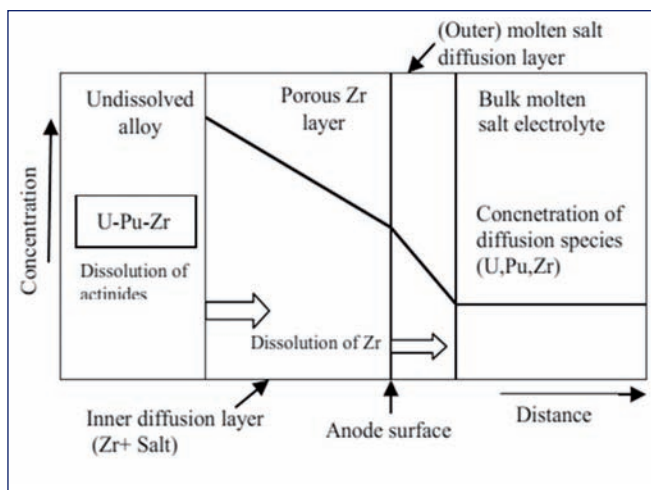 (Outer) molten salt
diffusion layer
Undissolved
alloy
Porous Zr
layer
Bulk molten
salt electrolyte
Concentration
U-Pu-Zr
Dissolution of
actinides
Concnetration of
diffusion species
(U,Pu,Zr)
Dissolution of Zr
Inner diffusion layer
(Zr+ Salt)
Anode surface
Distance